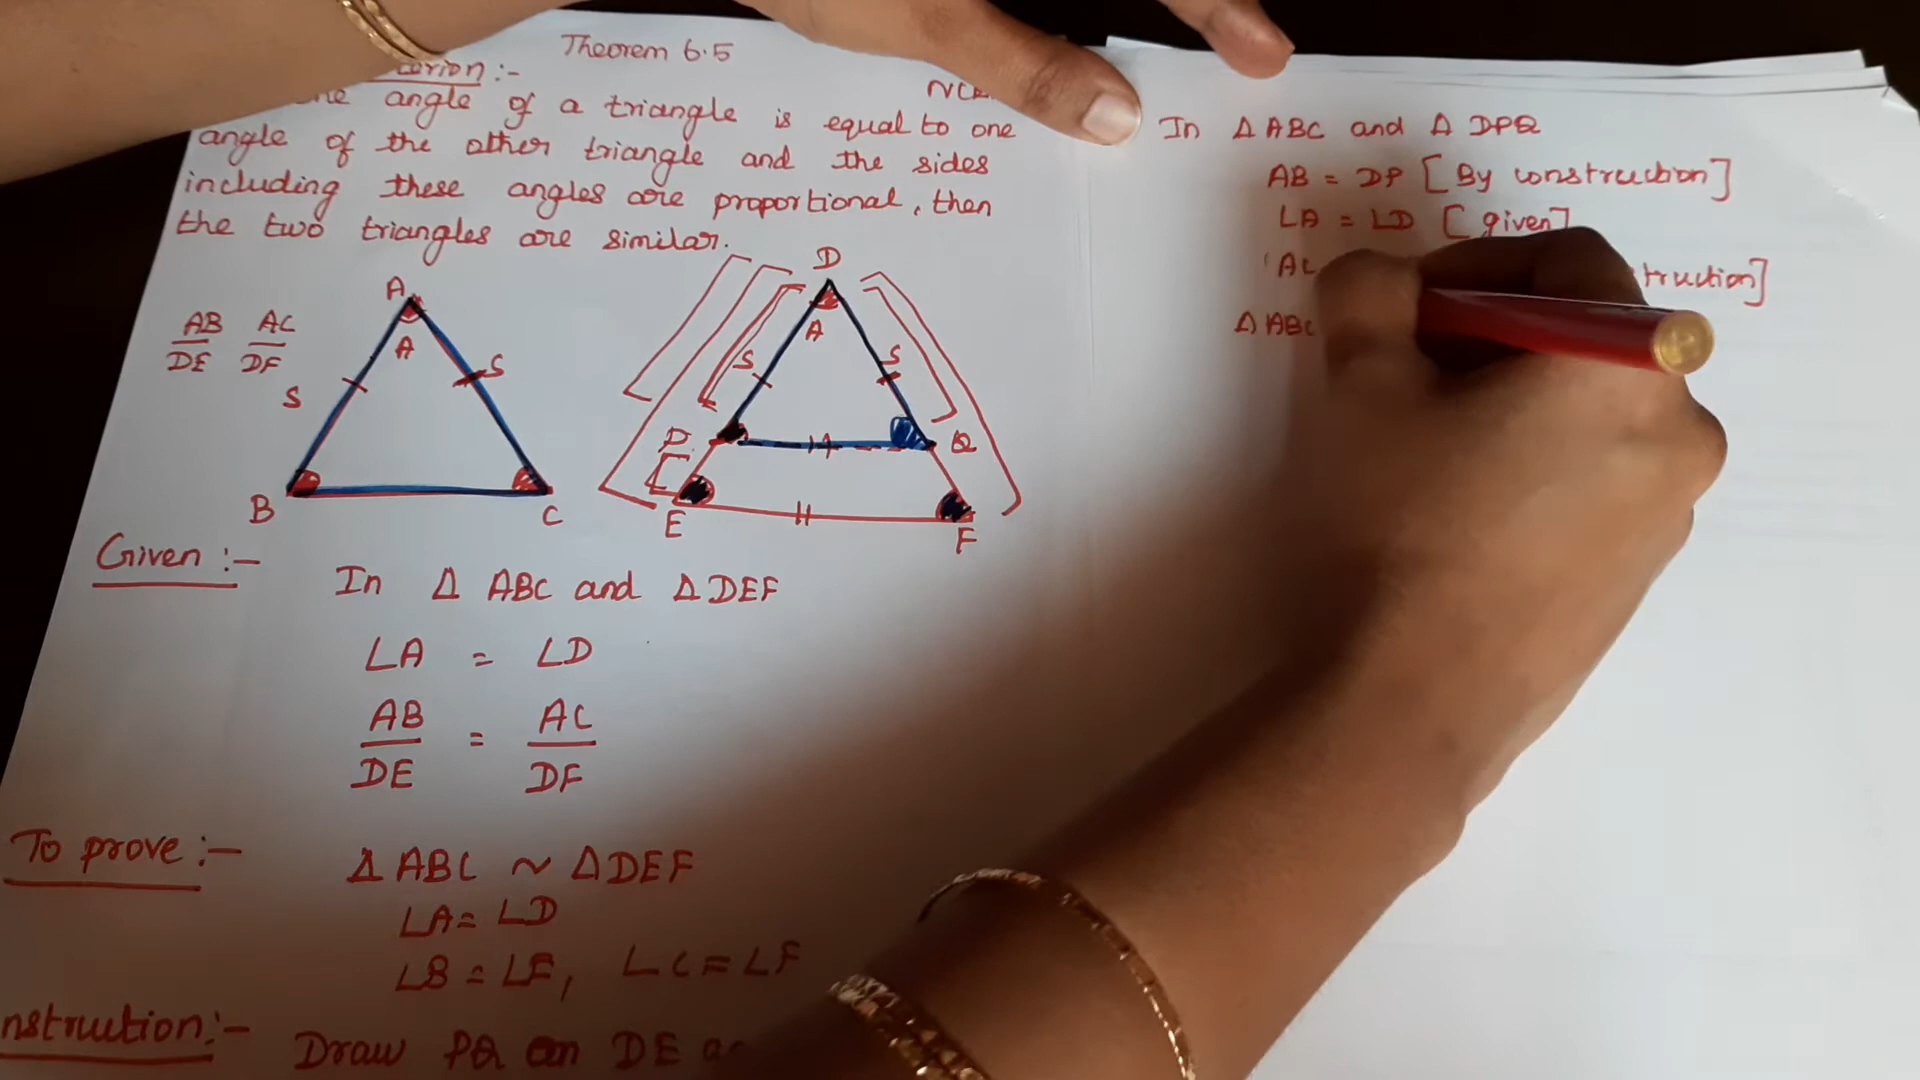 Theorem 6.5
angle of a triangle is equal to one
angle of the other triangle and the sides
including these angles are proportional, then
the two triangles are similar.
AB AC
DE DF
S
A
A
S
B
C
D
A
S
S
P
Q
E
F
Given :-
In Δ ABC and Δ DEF
∠A = ∠D
AB = AC
DE DF
To prove :-
Δ ABC ~ Δ DEF
∠A = ∠D
∠B = ∠E, ∠C = ∠F
Draw PQ on DE
In Δ ABC and Δ DPQ
AB = DP [By construction]
∠A = ∠D [given]
AC
Δ ABC